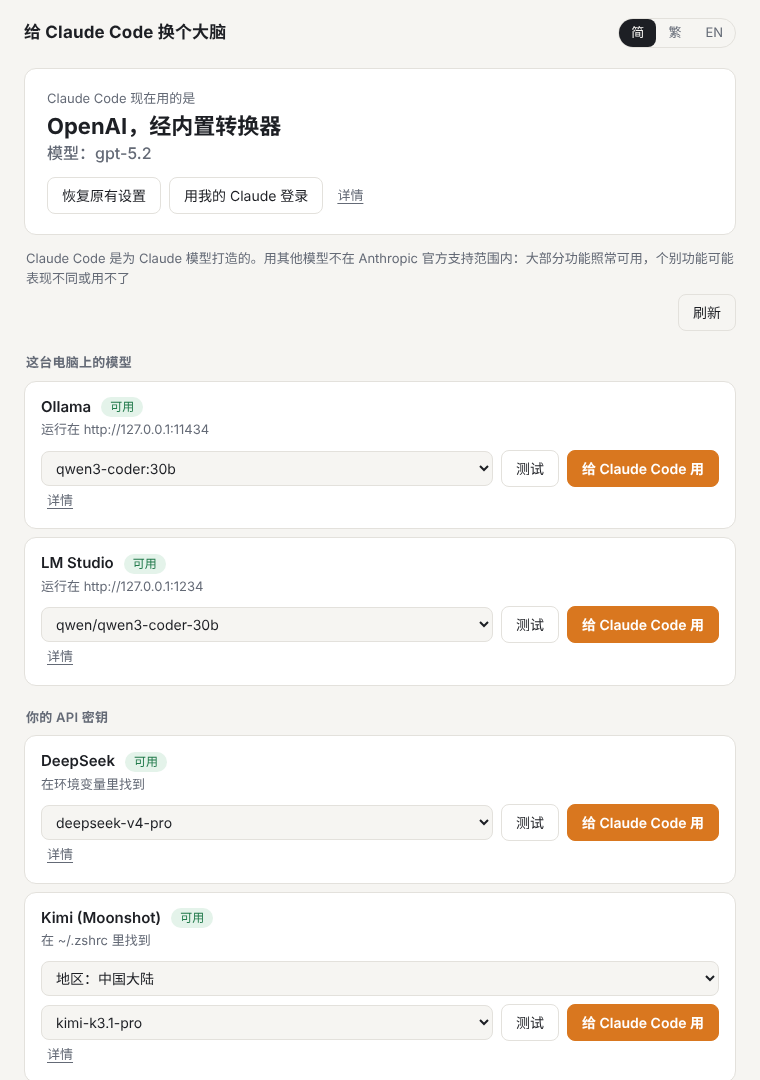 给 Claude Code 换个大脑
简 繁 EN
Claude Code 现在用的是
OpenAI，经内置转换器
模型：gpt-5.2
恢复原有设置 用我的 Claude 登录 详情
Claude Code 是为 Claude 模型打造的。用其他模型不在 Anthropic 官方支持范围内：大部分功能照常可用，个别功能可能
表现不同或用不了
刷新
这台电脑上的模型
Ollama 可用
运行在 http://127.0.0.1:11434
qwen3-coder:30b 测试 给 Claude Code 用
详情
LM Studio 可用
运行在 http://127.0.0.1:1234
qwen/qwen3-coder-30b 测试 给 Claude Code 用
详情
你的 API 密钥
DeepSeek 可用
在环境变量里找到
deepseek-v4-pro 测试 给 Claude Code 用
详情
Kimi (Moonshot) 可用
在 ~/.zshrc 里找到
地区：中国大陆
kimi-k3.1-pro 测试 给 Claude Code 用
详情